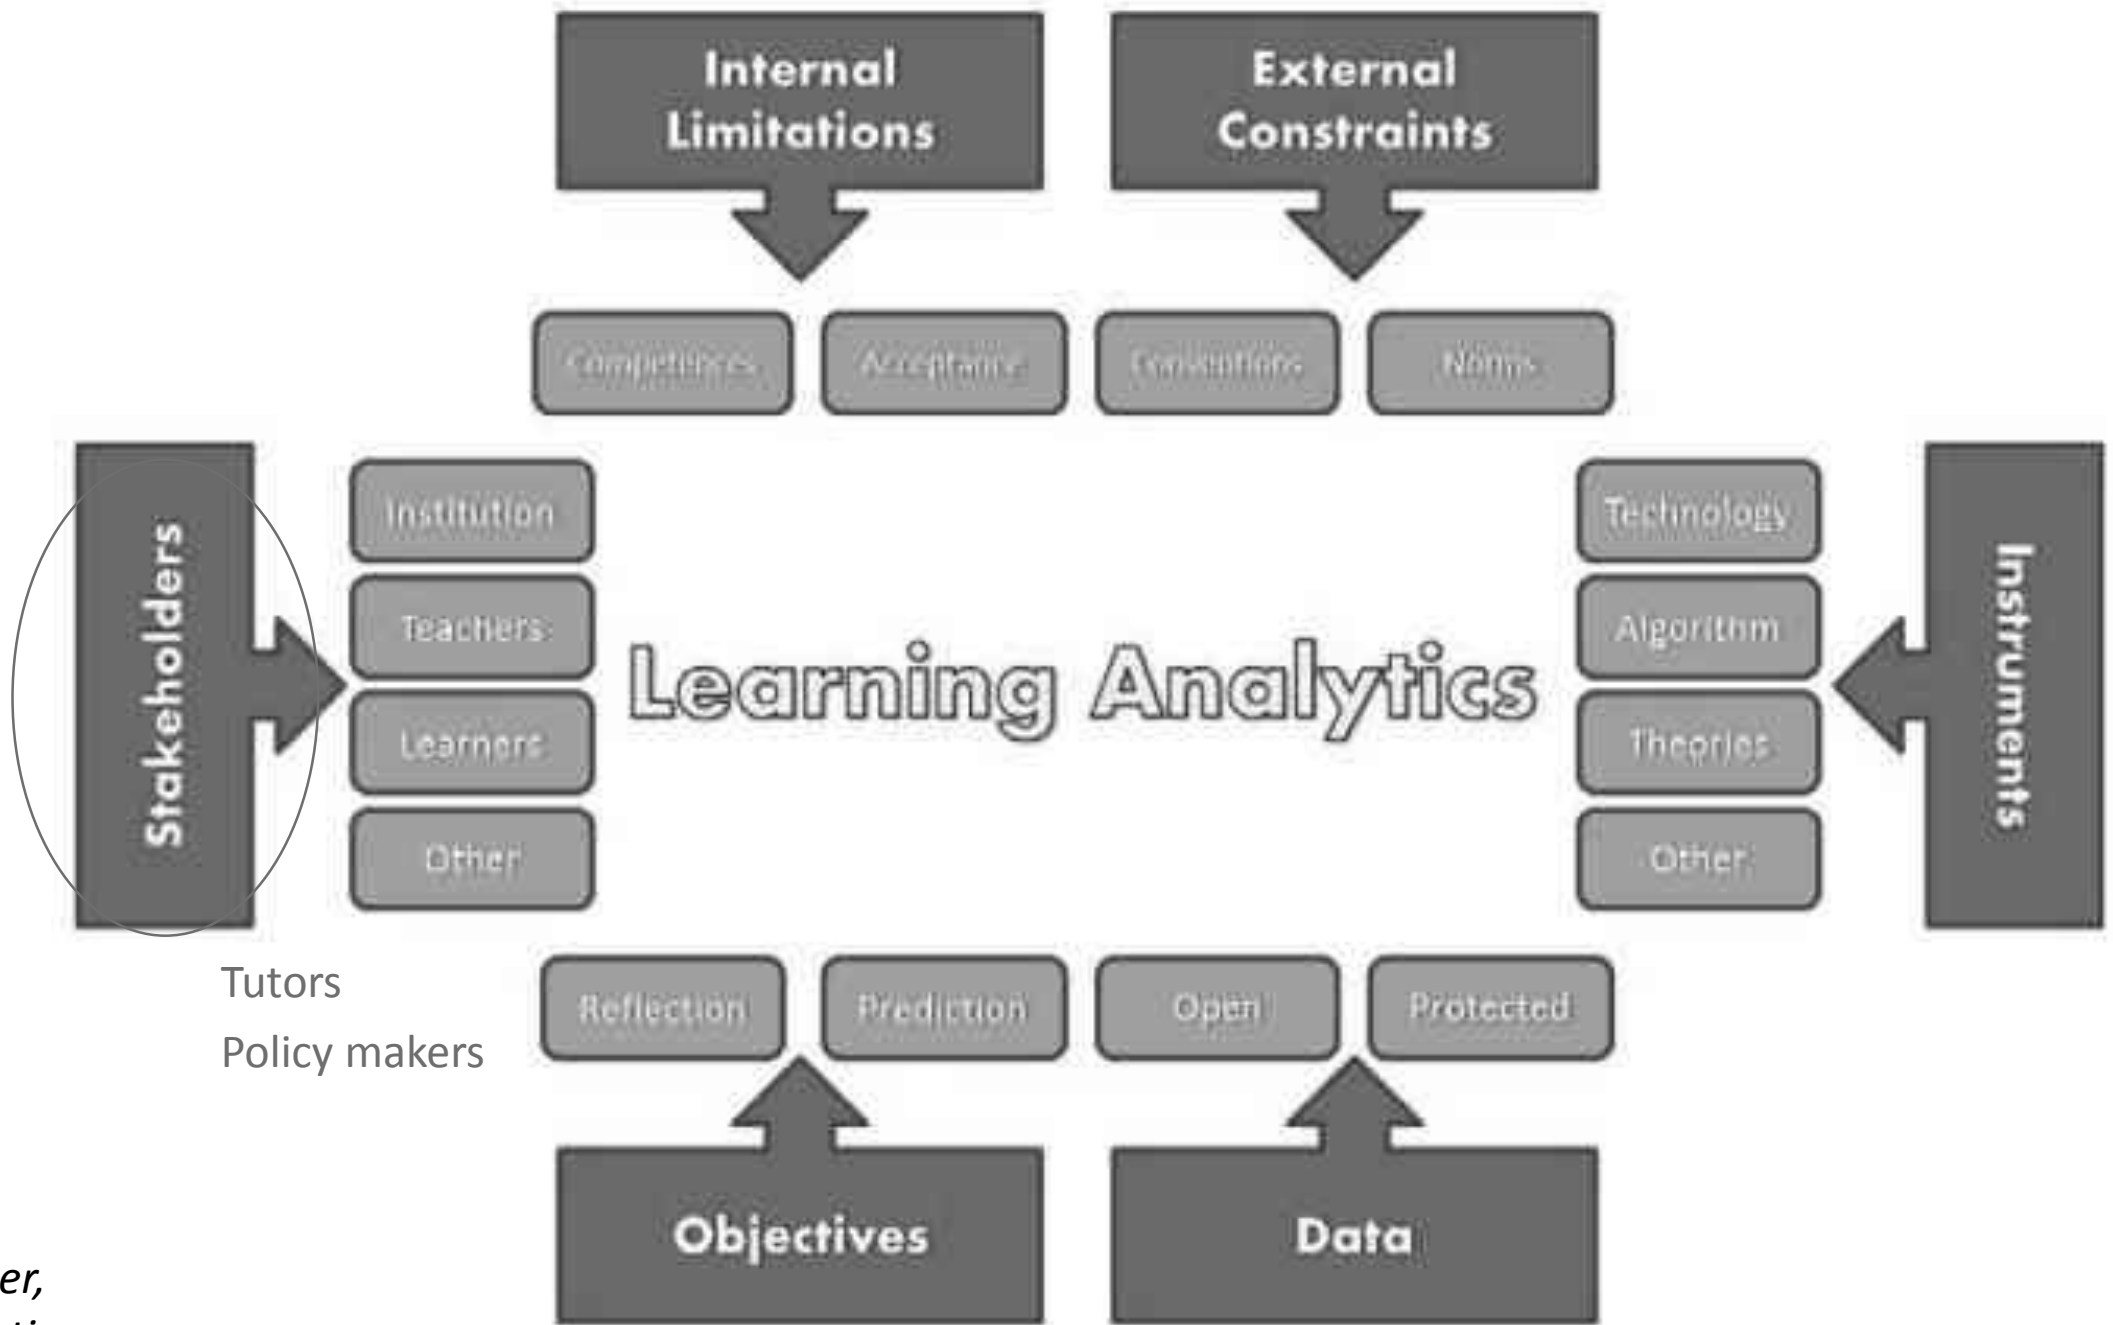 Internal
Limitations
External
Constraints
Competences
Acceptance
Conventions
Norms
Stakeholders
Institution
Teachers
Learners
Other
Learning Analytics
Technology
Algorithm
Theories
Other
Instruments
Tutors
Policy makers
Reflection
Prediction
Open
Protected
Objectives
Data
er,